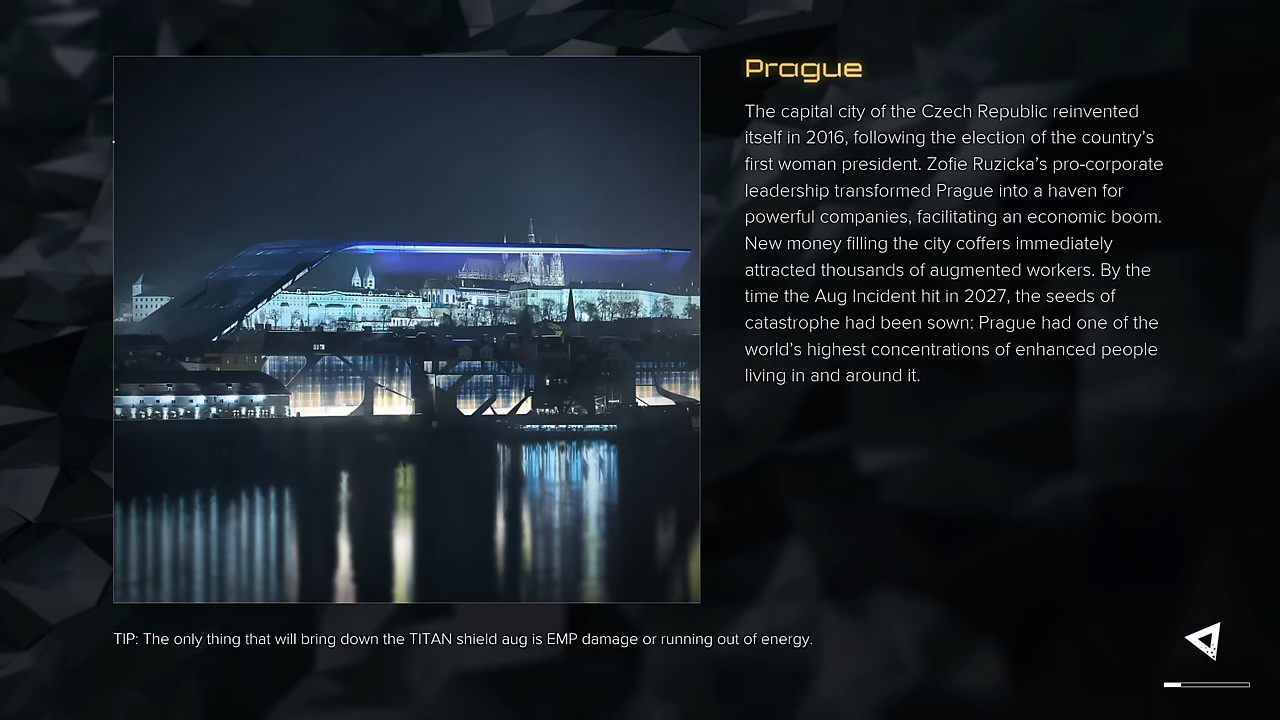 Prague
The capital city of the Czech Republic reinvented
itself in 2016, following the election of the country's
first woman president. Zofie Ruzicka's pro-corporate
leadership transformed Prague into a haven for
powerful companies, facilitating an economic boom.
New money filling the city coffers immediately
attracted thousands of augmented workers. By the
time the Aug Incident hit in 2027, the seeds of
catastrophe had been sown: Prague had one of the
world's highest concentrations of enhanced people
living in and around it.
TIP: The only thing that will bring down the TITAN shield aug is EMP damage or running out of energy.